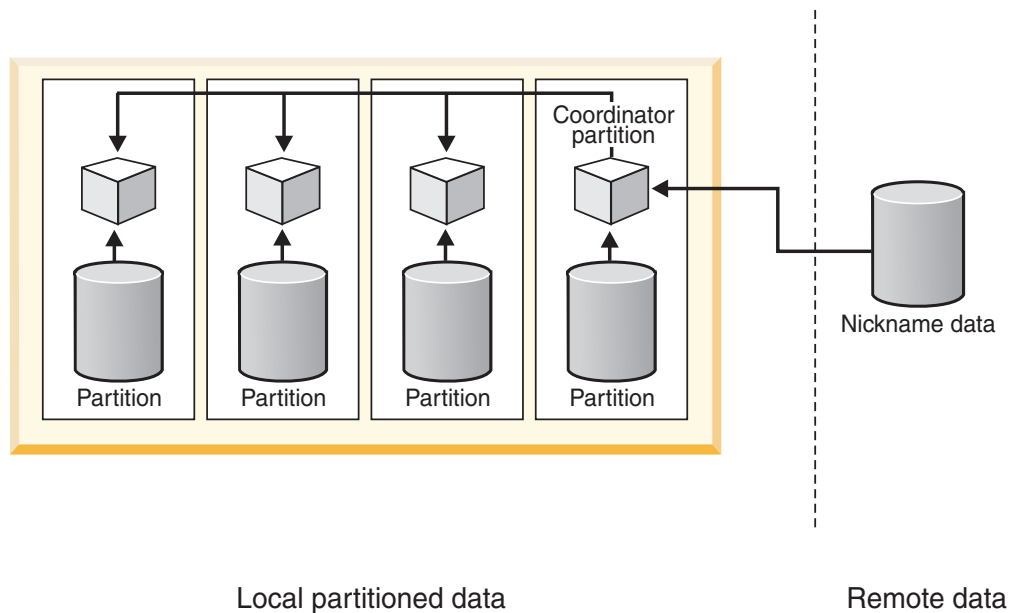 Coordinator
partition
Nickname data
Partition
Partition
Partition
Partition
Local partitioned data
Remote data